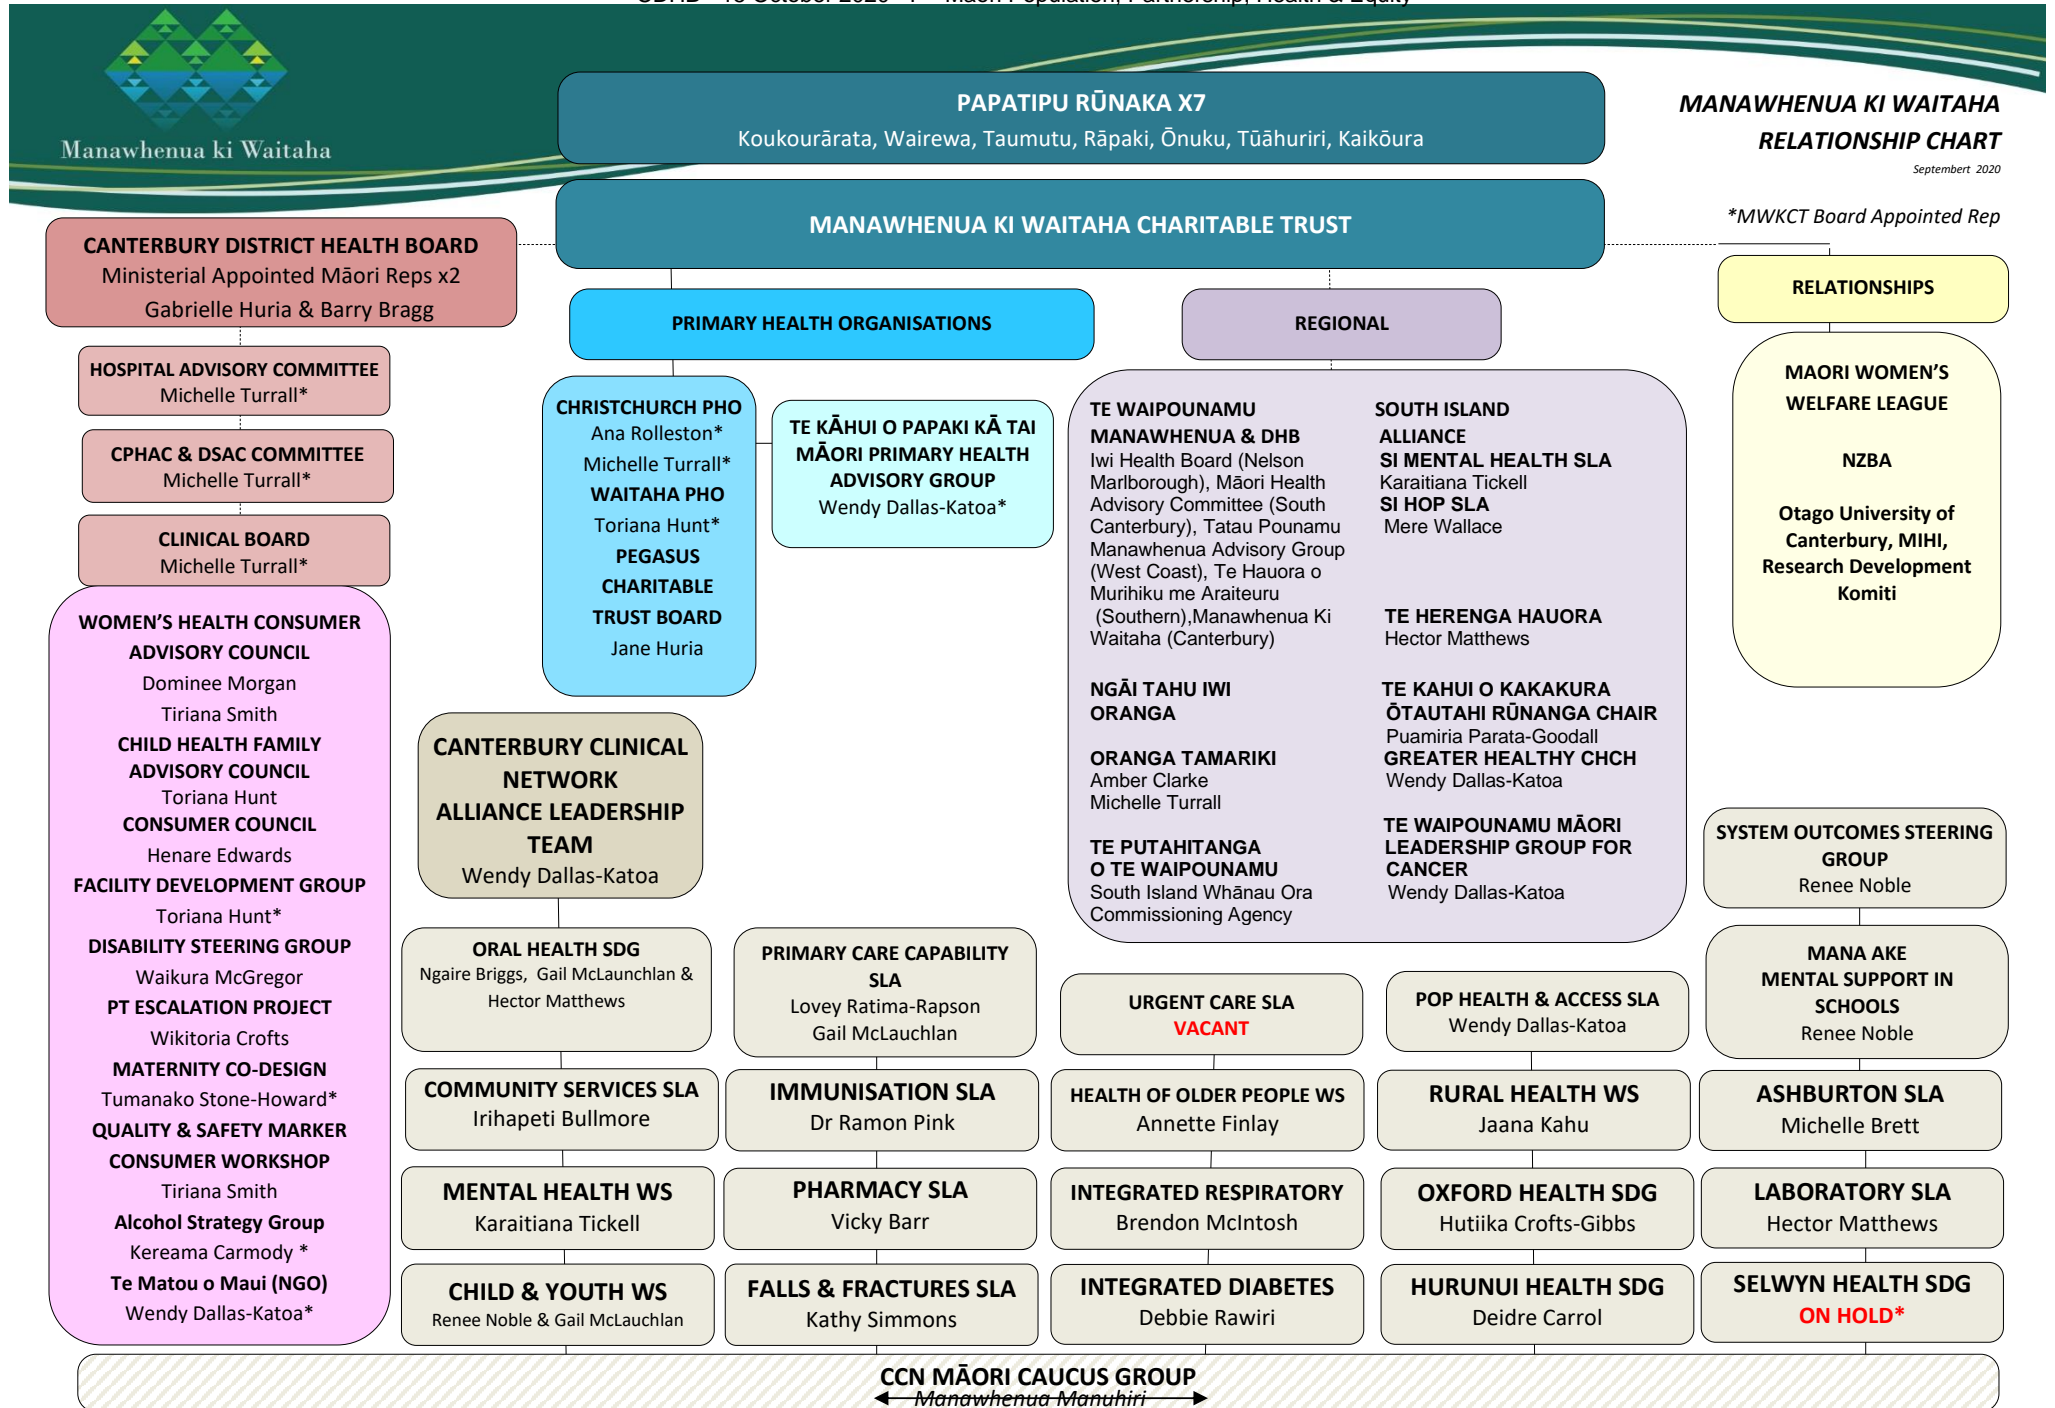 CDHB - 15 October 2020 - P - Māori Population, Partnership, Health & Equity
Manawhenua ki Waitaha
PAPATIPU RŪNAKA X7
Koukourārata, Wairewa, Taumutu, Rāpaki, Ōnuku, Tūāhuriri, Kaikōura
MANAWHENUA KI WAITAHA
RELATIONSHIP CHART
Septembert 2020
*MWKCT Board Appointed Rep
MANAWHENUA KI WAITAHA CHARITABLE TRUST
CANTERBURY DISTRICT HEALTH BOARD
Ministerial Appointed Māori Reps x2
Gabrielle Huria & Barry Bragg
HOSPITAL ADVISORY COMMITTEE
Michelle Turrall*
CPHAC & DSAC COMMITTEE
Michelle Turrall*
CLINICAL BOARD
Michelle Turrall*
WOMEN'S HEALTH CONSUMER
ADVISORY COUNCIL
Dominee Morgan
Tiriana Smith
CHILD HEALTH FAMILY
ADVISORY COUNCIL
Toriana Hunt
CONSUMER COUNCIL
Henare Edwards
FACILITY DEVELOPMENT GROUP
Toriana Hunt*
DISABILITY STEERING GROUP
Waikura McGregor
PT ESCALATION PROJECT
Wikitoria Crofts
MATERNITY CO-DESIGN
Tumanako Stone-Howard*
QUALITY & SAFETY MARKER
CONSUMER WORKSHOP
Tiriana Smith
Alcohol Strategy Group
Kereama Carmody *
Te Matou o Maui (NGO)
Wendy Dallas-Katoa*
PRIMARY HEALTH ORGANISATIONS
CHRISTCHURCH PHO
Ana Rolleston*
Michelle Turrall*
WAITAHA PHO
Toriana Hunt*
PEGASUS
CHARITABLE
TRUST BOARD
Jane Huria
TE KĀHUI O PAPAKI KĀ TAI
MĀORI PRIMARY HEALTH
ADVISORY GROUP
Wendy Dallas-Katoa*
REGIONAL
TE WAIPOUNAMU
MANAWHENUA & DHB
Iwi Health Board (Nelson
Marlborough), Māori Health
Advisory Committee (South
Canterbury), Tatau Pounamu
Manawhenua Advisory Group
(West Coast), Te Hauora o
Murihiku me Araiteuru
(Southern),Manawhenua Ki
Waitaha (Canterbury)
NGĀI TAHU IWI
ORANGA
ORANGA TAMARIKI
Amber Clarke
Michelle Turrall
TE PUTAHITANGA
O TE WAIPOUNAMU
South Island Whānau Ora
Commissioning Agency
SOUTH ISLAND
ALLIANCE
SI MENTAL HEALTH SLA
Karaitiana Tickell
SI HOP SLA
Mere Wallace
TE HERENGA HAUORA
Hector Matthews
TE KAHUI O KAKAKURA
ŌTAUTAHI RŪNANGA CHAIR
Puamiria Parata-Goodall
GREATER HEALTHY CHCH
Wendy Dallas-Katoa
TE WAIPOUNAMU MĀORI
LEADERSHIP GROUP FOR
CANCER
Wendy Dallas-Katoa
RELATIONSHIPS
MAORI WOMEN'S
WELFARE LEAGUE
NZBA
Otago University of
Canterbury, MIHI,
Research Development
Komiti
CANTERBURY CLINICAL
NETWORK
ALLIANCE LEADERSHIP
TEAM
Wendy Dallas-Katoa
ORAL HEALTH SDG
Ngaire Briggs, Gail McLaunchlan &
Hector Matthews
PRIMARY CARE CAPABILITY
SLA
Lovey Ratima-Rapson
Gail McLauchlan
URGENT CARE SLA
VACANT
POP HEALTH & ACCESS SLA
Wendy Dallas-Katoa
SYSTEM OUTCOMES STEERING
GROUP
Renee Noble
MANA AKE
MENTAL SUPPORT IN
SCHOOLS
Renee Noble
COMMUNITY SERVICES SLA
Irihapeti Bullmore
IMMUNISATION SLA
Dr Ramon Pink
HEALTH OF OLDER PEOPLE WS
Annette Finlay
RURAL HEALTH WS
Jaana Kahu
ASHBURTON SLA
Michelle Brett
MENTAL HEALTH WS
Karaitiana Tickell
PHARMACY SLA
Vicky Barr
INTEGRATED RESPIRATORY
Brendon McIntosh
OXFORD HEALTH SDG
Hutiika Crofts-Gibbs
LABORATORY SLA
Hector Matthews
CHILD & YOUTH WS
Renee Noble & Gail McLauchlan
FALLS & FRACTURES SLA
Kathy Simmons
INTEGRATED DIABETES
Debbie Rawiri
HURUNUI HEALTH SDG
Deidre Carrol
SELWYN HEALTH SDG
ON HOLD*
CCN MĀORI CAUCUS GROUP
Manawhenua Manuhiri